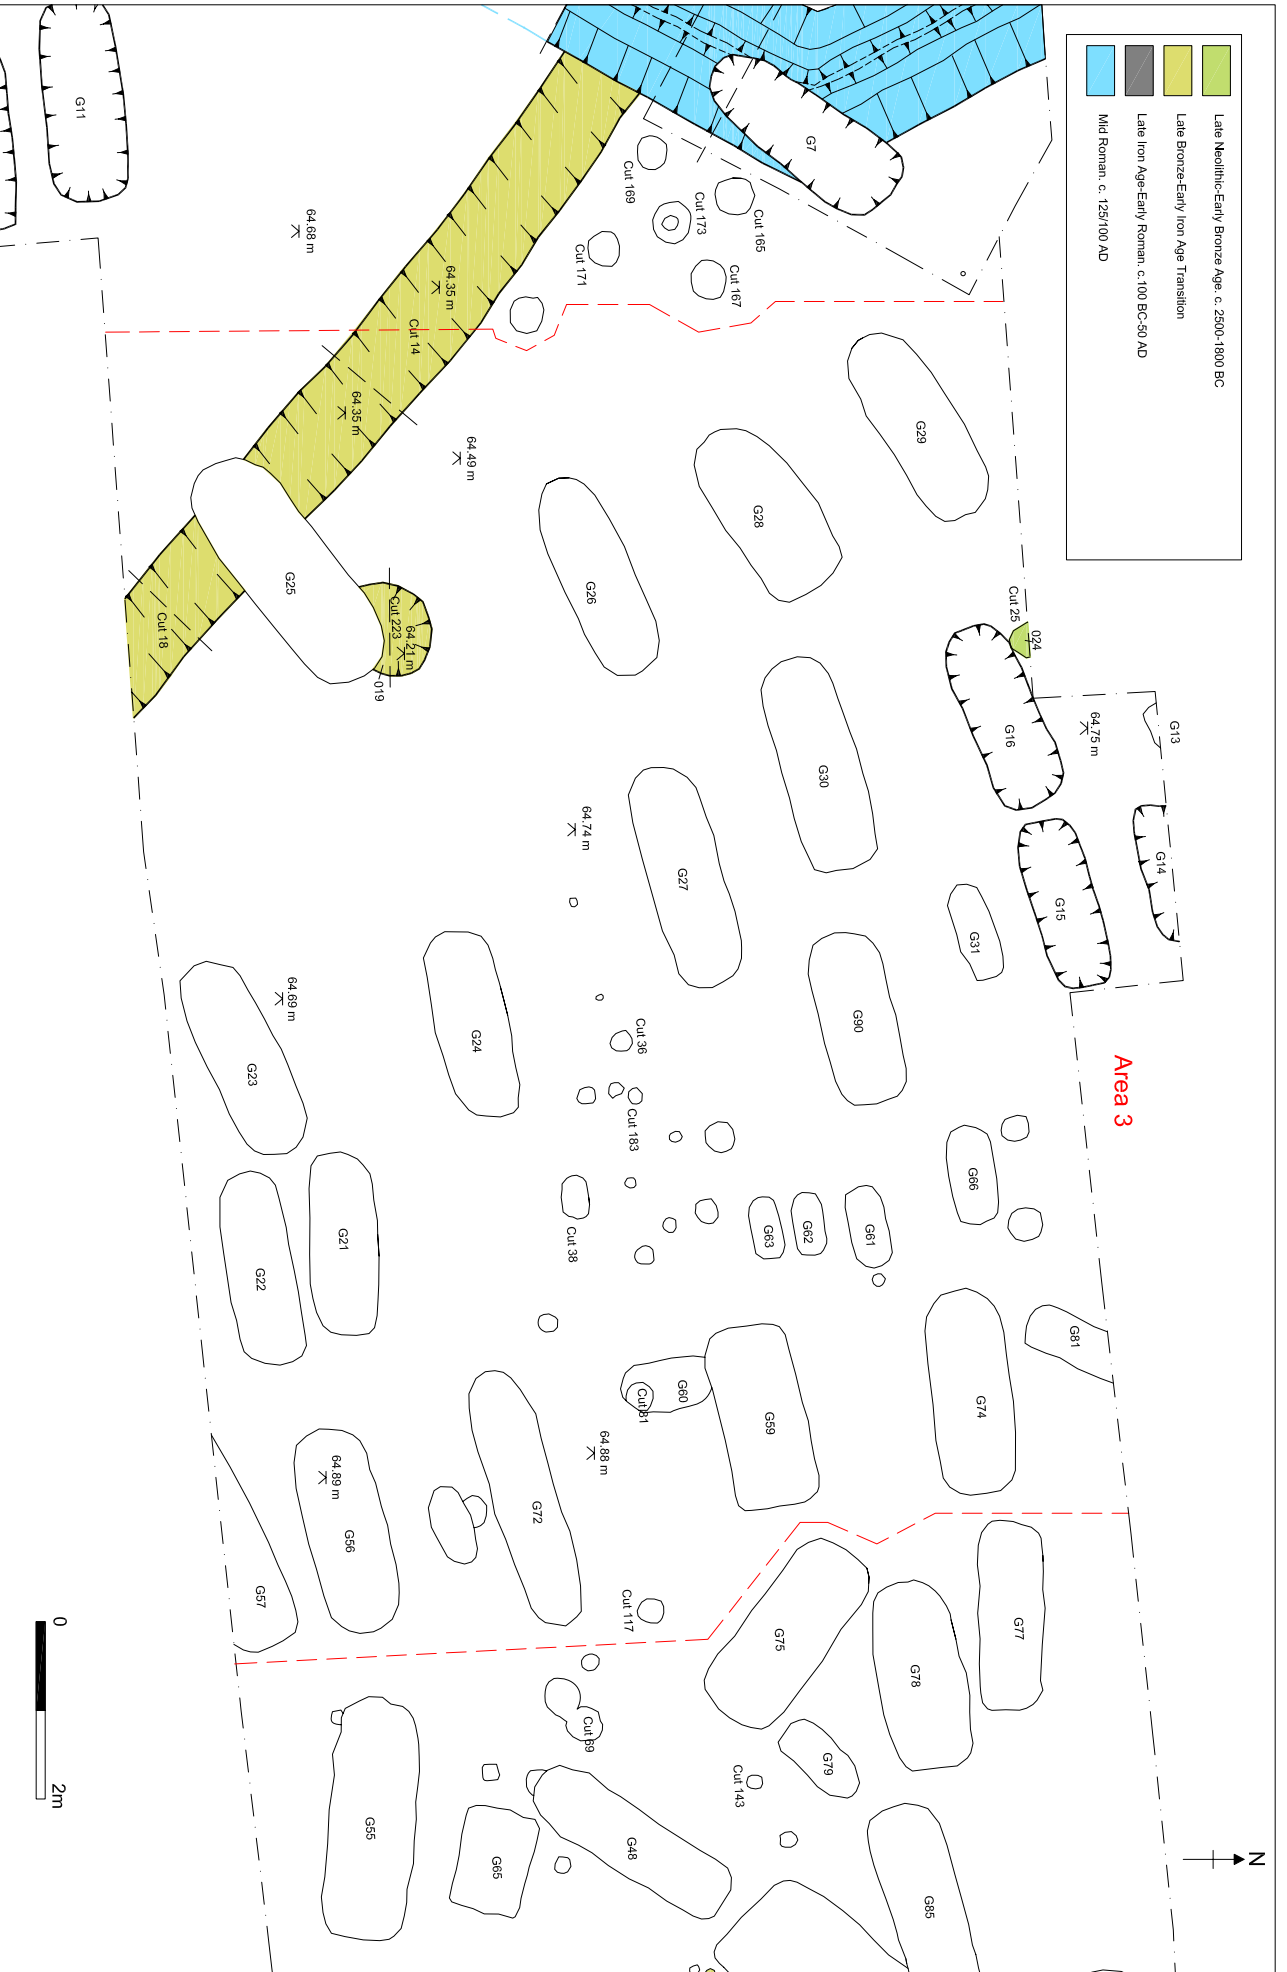 Late Neolithic-Early Bronze Age. c. 2500-1800 BC
Late Bronze-Early Iron Age Transition
Late Iron Age-Early Roman. c.100 BC-50 AD
Mid Roman. c. 125/100 AD
N
Area 3
G13
G14
64.75 m
024
Cut 25
G16
G15
G31
G29
G28
G26
G30
G27
G90
G66
G81
G74
G77
G7
Cut 165
Cut 167
Cut 173
Cut 169
Cut 171
G11
64.68 m
64.35 m
Cut 14
64.35 m
64.49 m
G25
Cut 18
Cut 223
64.21 m
019
64.74 m
Cut 36
Cut 183
Cut 38
G63
G62
G61
G24
64.69 m
G23
G21
G22
G60
Cut 81
G59
64.88 m
G72
64.89 m
G56
G57
Cut 117
G75
G78
G79
Cut 69
Cut 143
G85
G48
G65
G55
0
2m